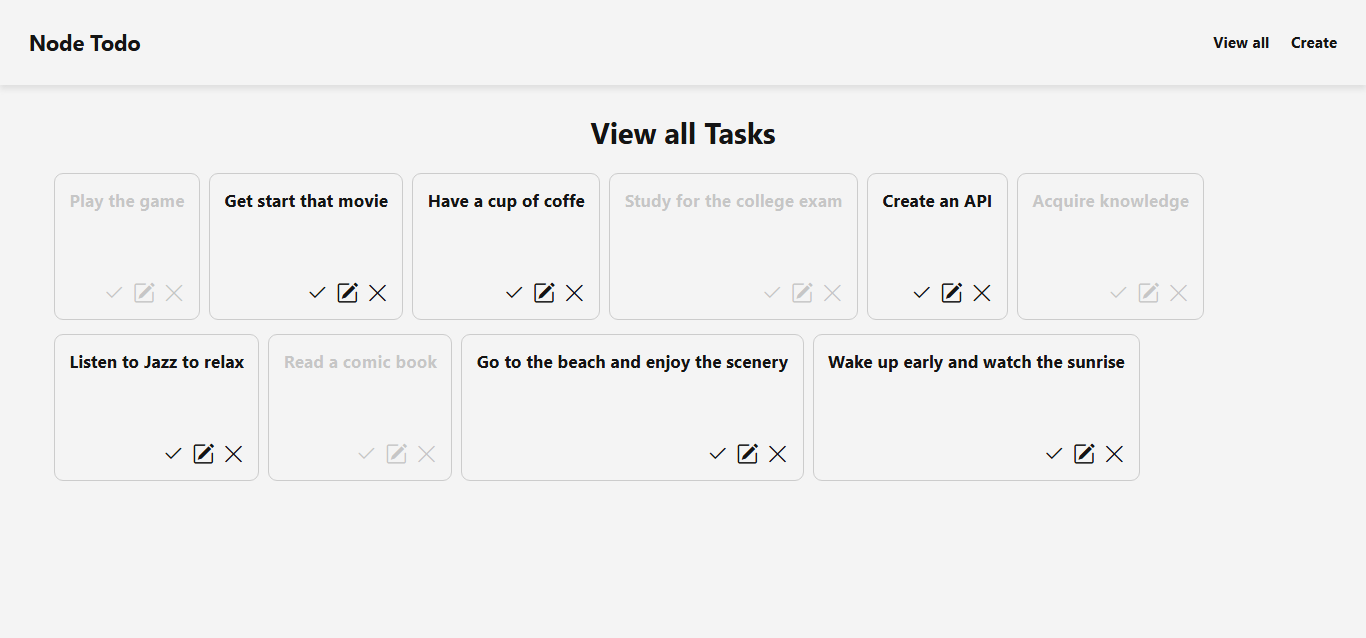 Node Todo
View all
Create
View all Tasks
Play the game
Get start that movie
Have a cup of coffe
Study for the college exam
Create an API
Acquire knowledge
Listen to Jazz to relax
Read a comic book
Go to the beach and enjoy the scenery
Wake up early and watch the sunrise